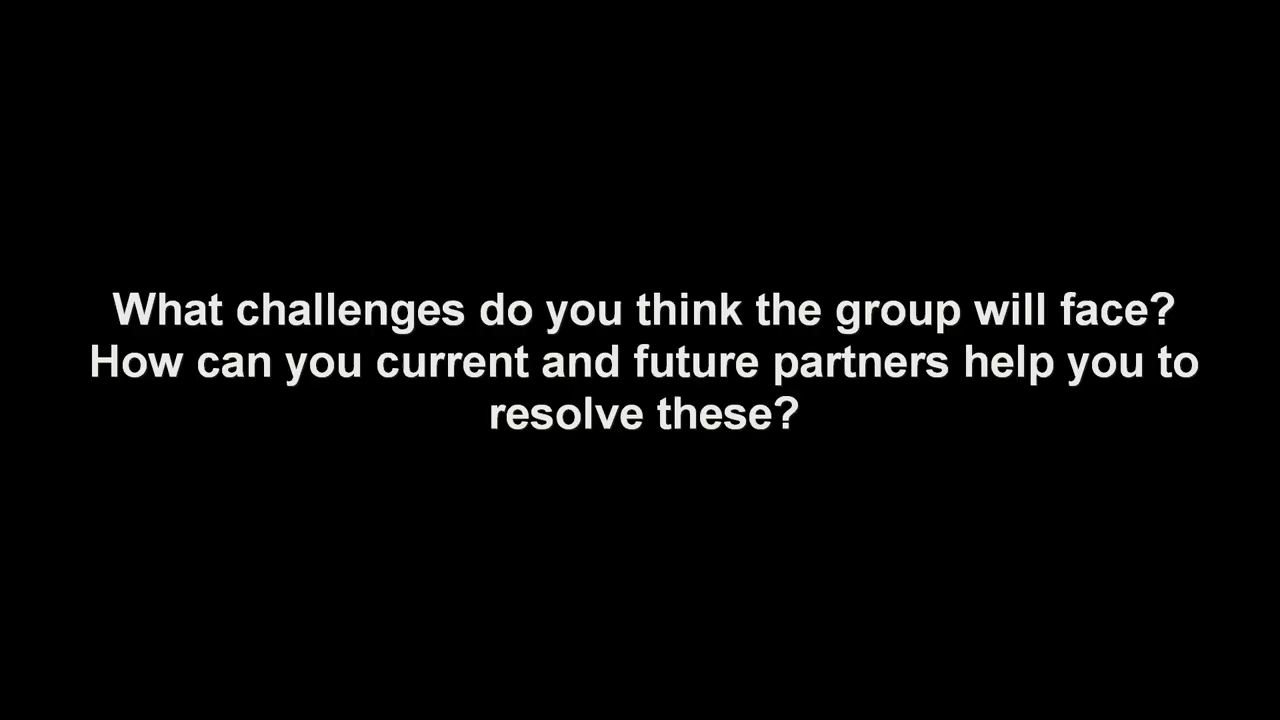 What challenges do you think the group will face?
How can you current and future partners help you to
resolve these?